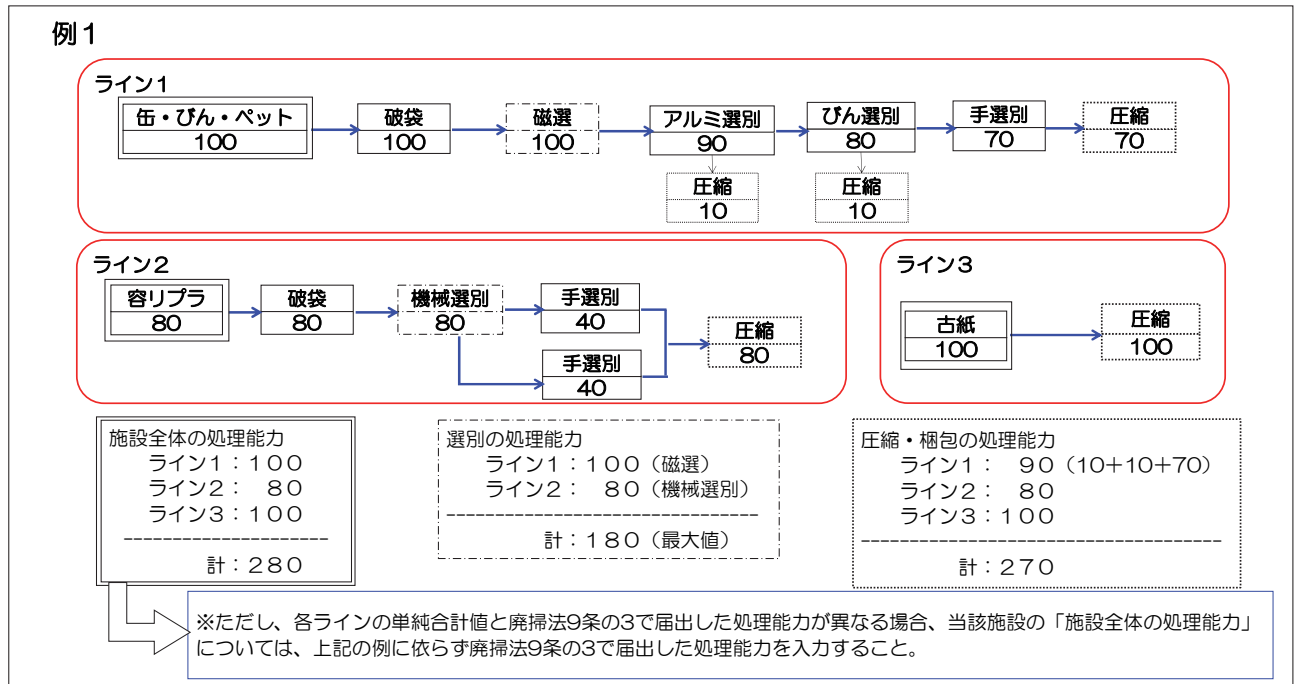 例１
ライン１
缶・びん・ペット
１００
破袋
１００
磁選
１００
アルミ選別
９０
びん選別
８０
手選別
７０
圧縮
７０
圧縮
１０
圧縮
１０
ライン２
容リプラ
８０
破袋
８０
機械選別
８０
手選別
４０
手選別
４０
圧縮
８０
ライン３
古紙
１００
圧縮
１００
施設全体の処理能力
ライン１：１００
ライン２：　８０
ライン３：１００
---------------------
計：２８０
選別の処理能力
ライン１：１００（磁選）
ライン２：　８０（機械選別）
---------------------------------
計：１８０（最大値）
圧縮・梱包の処理能力
ライン１：　９０（１０＋１０＋７０）
ライン２：　８０
ライン３：１００
--------------------------------------
計：２７０
※ただし、各ラインの単純合計値と廃掃法9条の3で届出した処理能力が異なる場合、当該施設の「施設全体の処理能力」
については、上記の例に依らず廃掃法9条の3で届出した処理能力を入力すること。